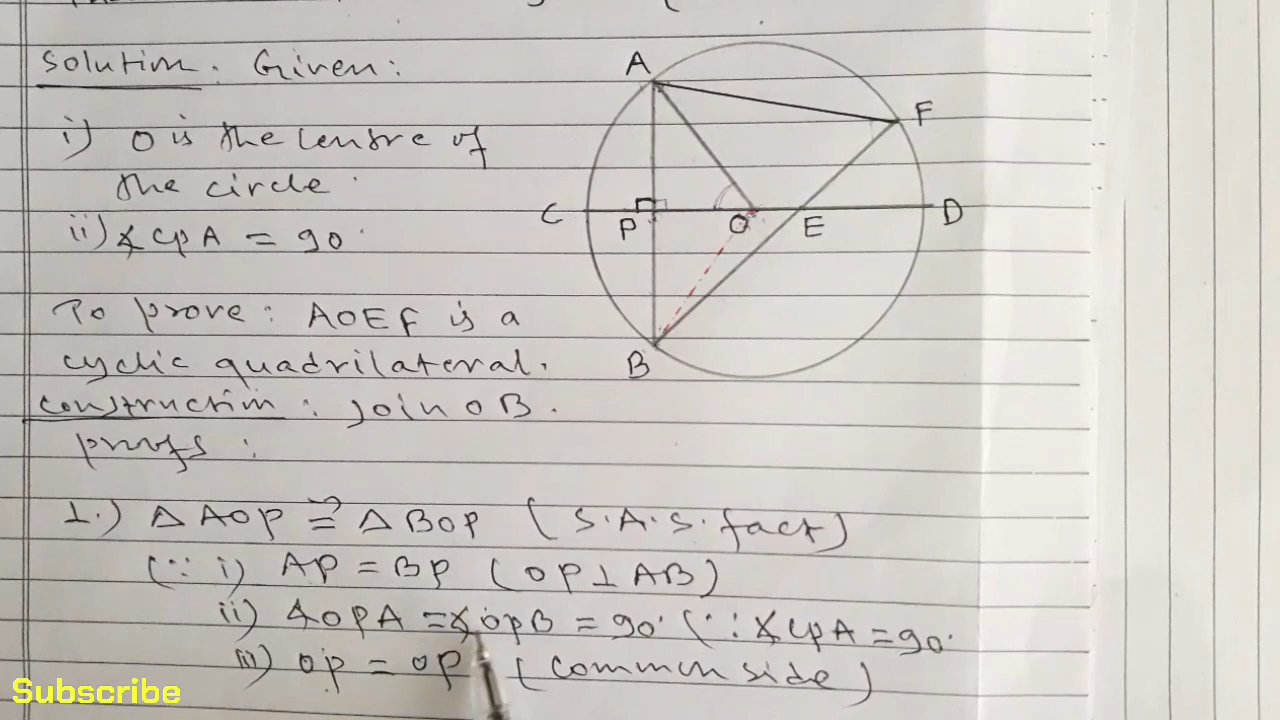 Solution. Given:
i) O is the centre of
the circle.
ii) ∡CPA = 90°
To prove: AOEF is a
cyclic quadrilateral.
Construction: Join OB.
proofs:
1.) △AOP ≅ △BOP (S.A.S. fact)
(∵ i) AP = BP (OP⊥AB)
ii) ∡OPA = ∡OPB = 90° (∵ ∡CPA = 90°
iii) OP = OP (Common side)
A
F
C
P
O
E
D
B
Subscribe